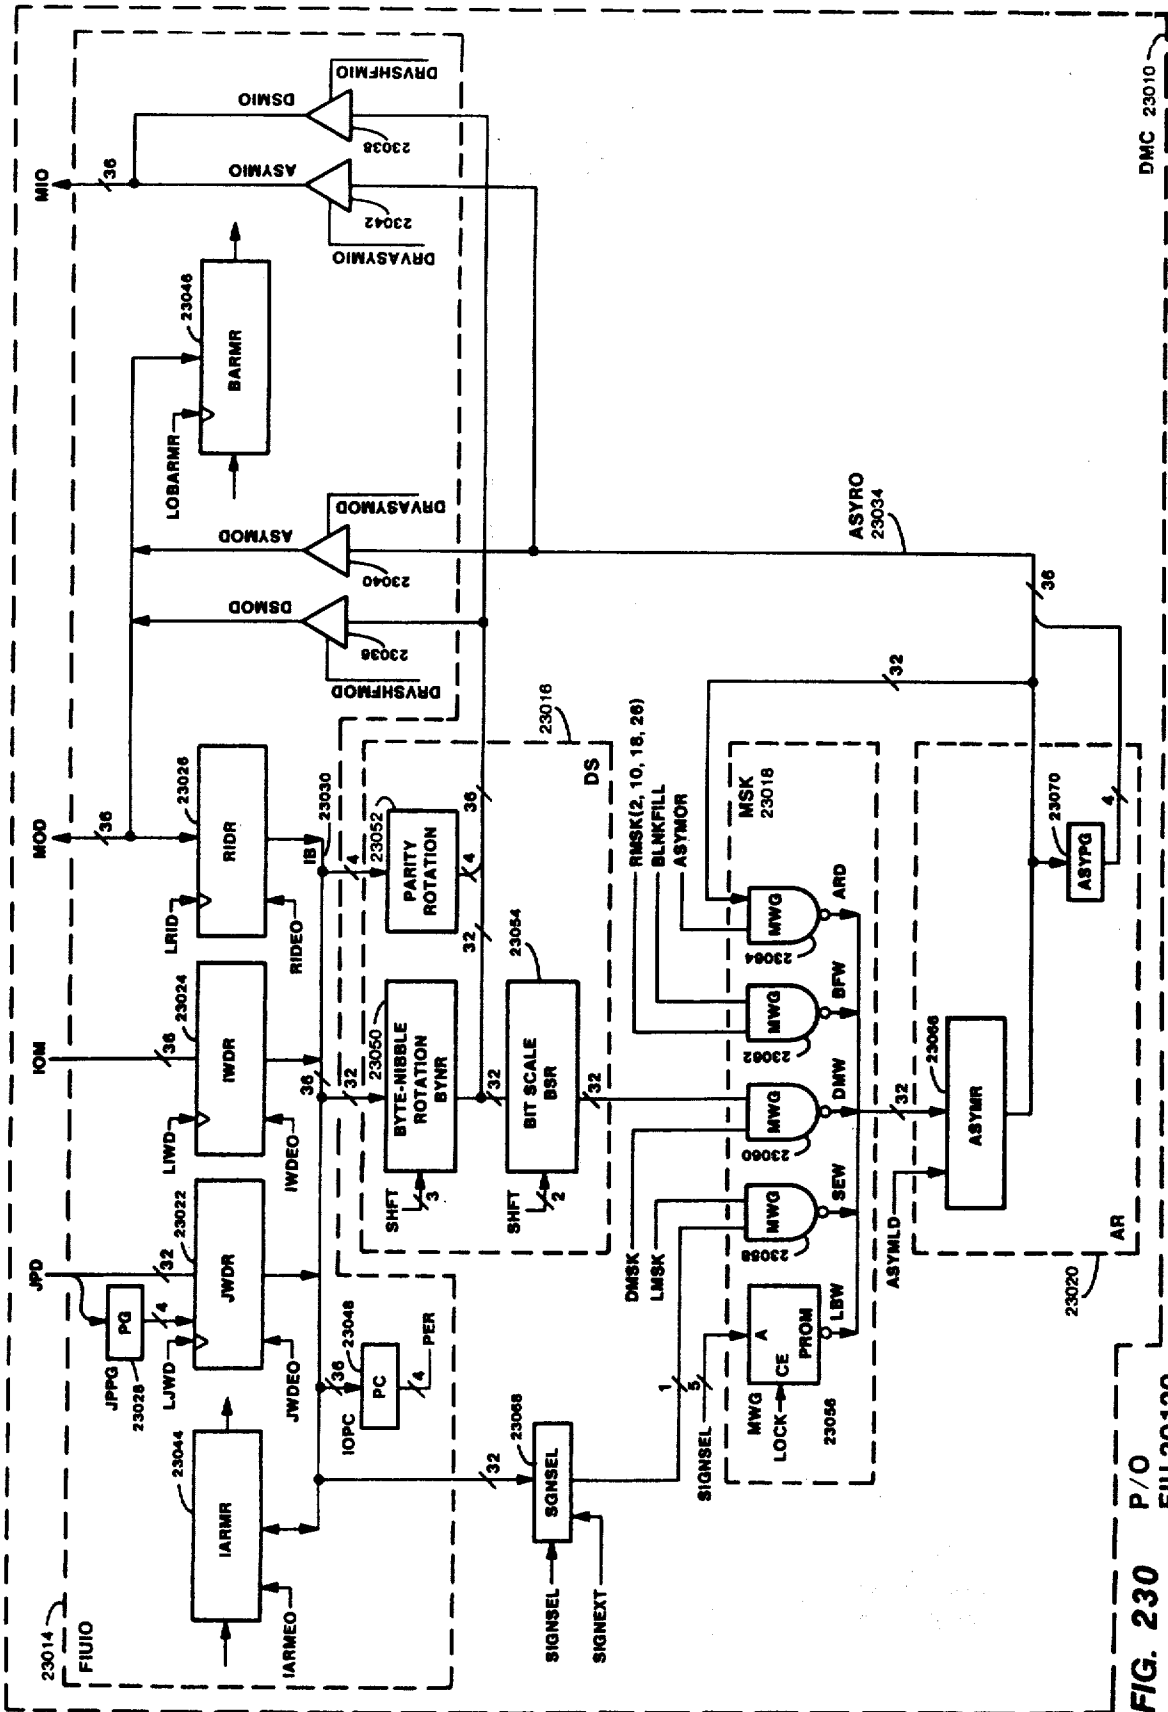 MOD
MIO
IOM
JPD
36
36
36
32
DSMOD
ASYMOD
ASYMIO
DSMIO
DRVSHFMOD
23036
23040
DRVASYMOD
DRVASYMIO
23042
23038
DRVSHFMIO
LOBARMR
BARMR
23046
23014
FIUIO
IARMR
23044
IARMEO
JPPG
PG
23028
4
LJWD
JWDR
23022
JWDEO
LIWD
IWDR
23024
IWDEO
LRID
RIDR
23026
RIDEO
IB
23030
36
36
IOPC
PC
23048
4
PER
32
4
BYTE-NIBBLE
ROTATION
BYNR
23050
SHFT
3
PARITY
ROTATION
23052
4
36
32
32
BIT SCALE
BSR
23054
SHFT
2
32
DS
23016
32
SIGNSEL
SIGNEXT
SGNSEL
23068
1
5
SIGNSEL
DMSK
LMSK
RMSK(2, 10, 18, 26)
BLNKFILL
ASYMOR
MSK
23018
MWG
LOCK
A
CE
PROM
23056
LBW
MWG
23058
SEW
MWG
23060
DMW
MWG
23062
BFW
MWG
23064
ARD
32
32
ASYMLD
ASYMR
23066
ASYPG
23070
4
36
ASYRO
23034
AR
23020
DMC 23010
FIG. 230
P/O